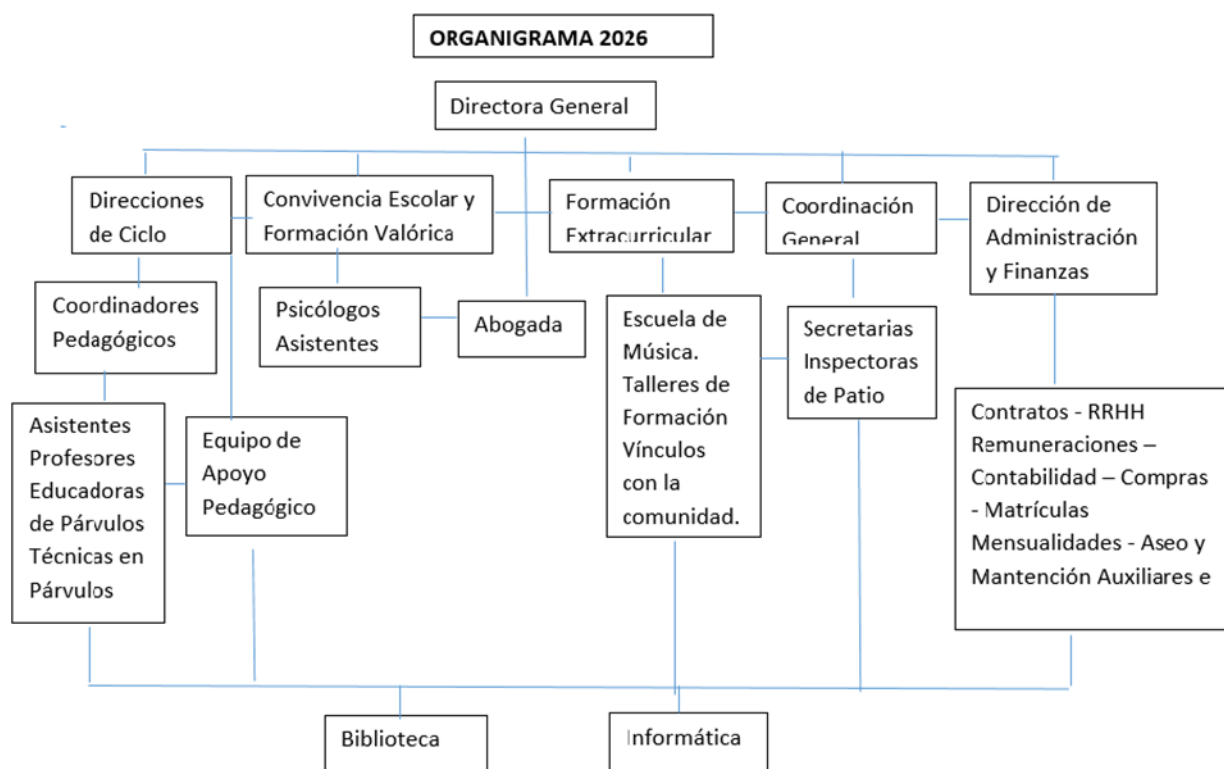 ORGANIGRAMA 2026
Directora General
Direcciones
de Ciclo
Convivencia Escolar y
Formación Valórica
Formación
Extracurricular
Coordinación
General
Dirección de
Administración
y Finanzas
Coordinadores
Pedagógicos
Psicólogos
Asistentes
Abogada
Escuela de
Música.
Talleres de
Formación
Vínculos
con la
comunidad.
Secretarias
Inspectoras
de Patio
Asistentes
Profesores
Educadoras
de Párvulos
Técnicas en
Párvulos
Equipo de
Apoyo
Pedagógico
Contratos - RRHH
Remuneraciones –
Contabilidad – Compras
- Matrículas
Mensualidades - Aseo y
Mantención Auxiliares e
Biblioteca
Informática